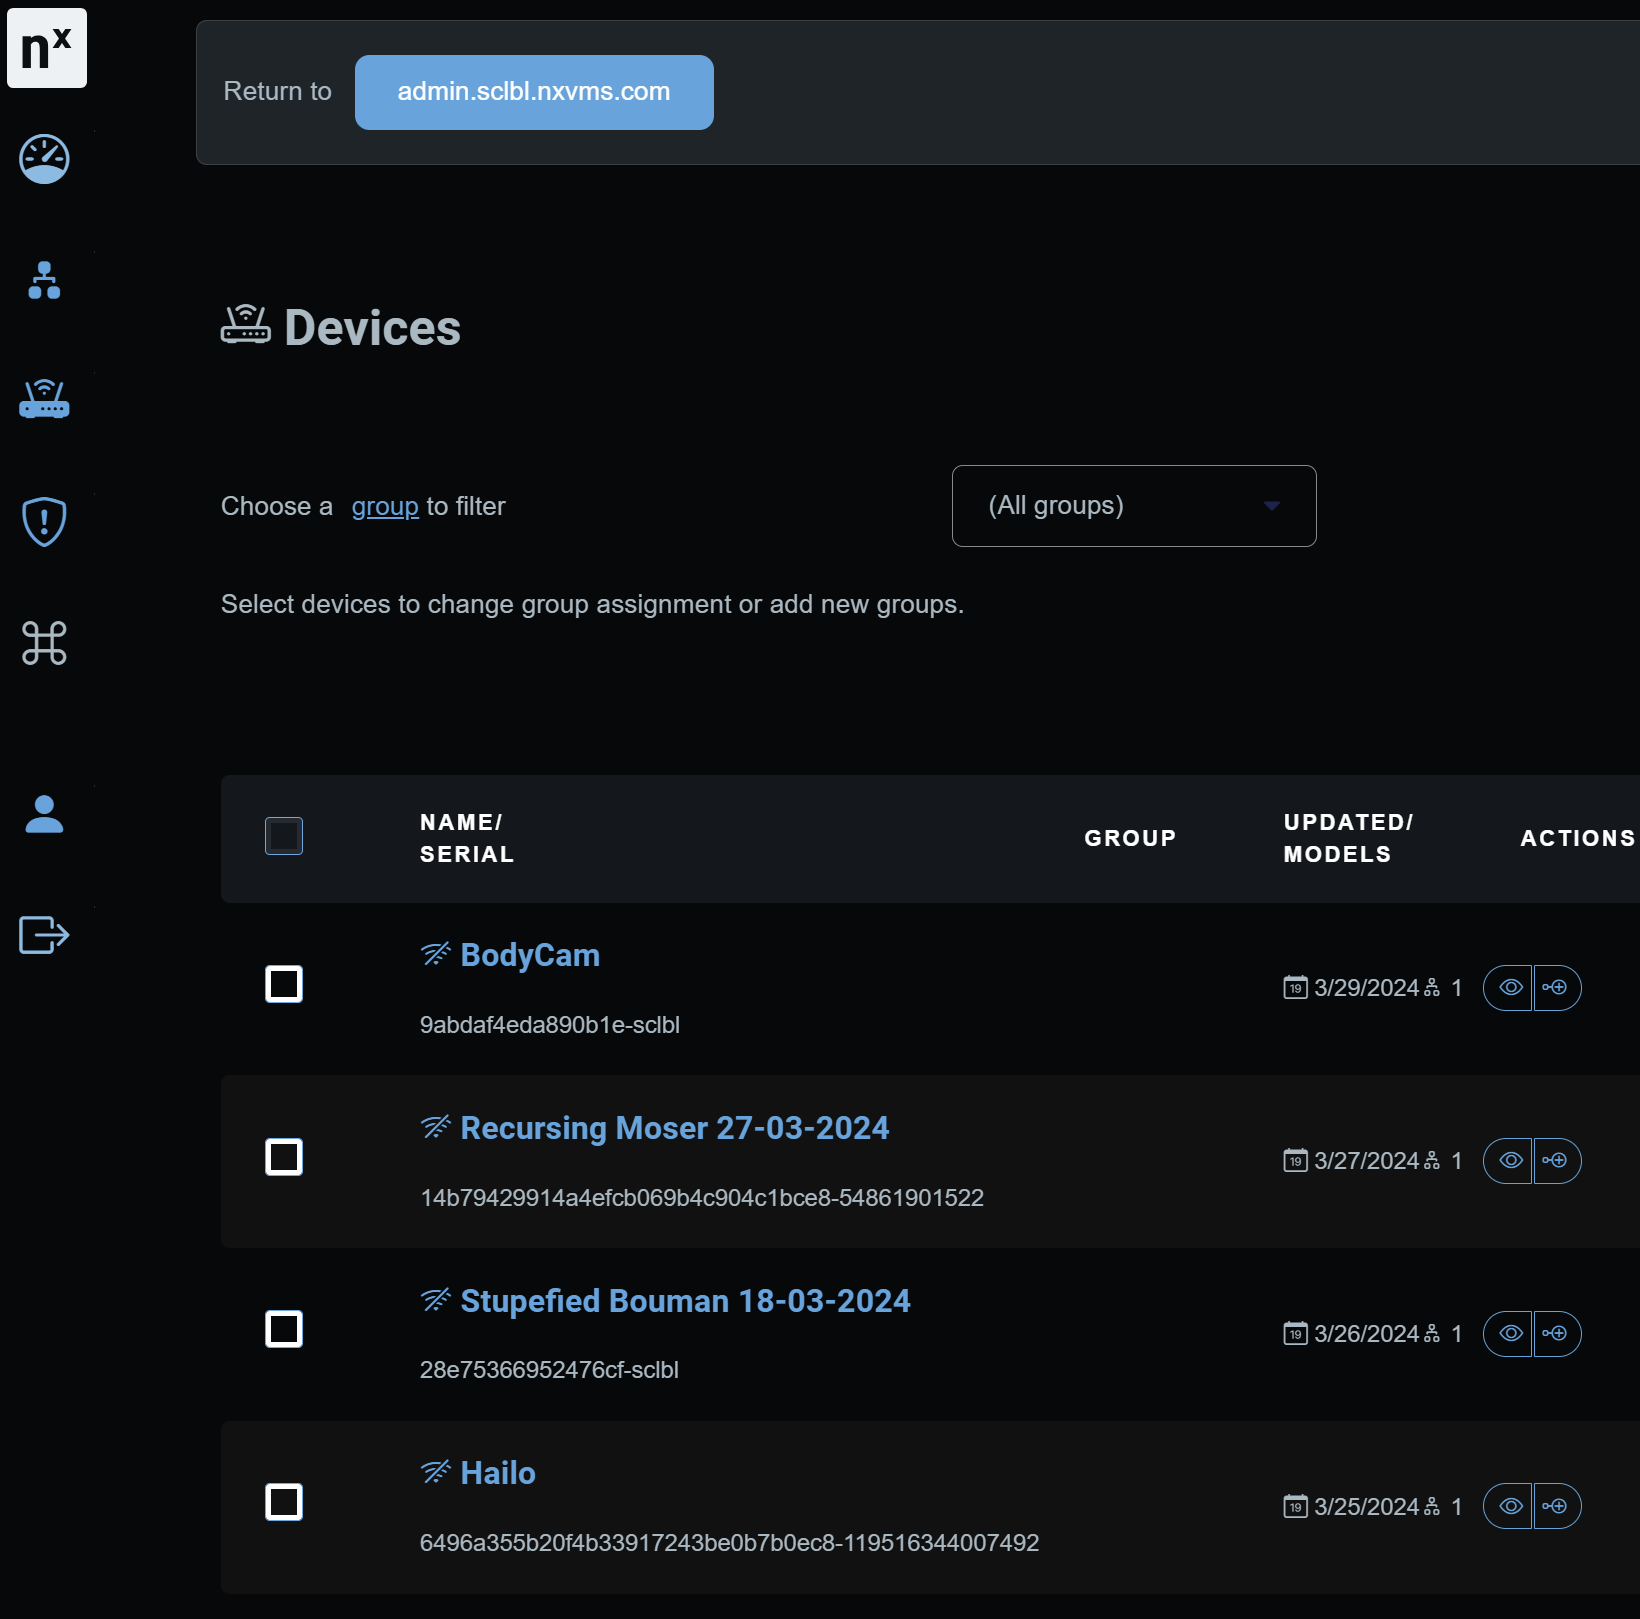 nx
Return to admin.sclbl.nxvms.com
Devices
Choose a group to filter (All groups)
Select devices to change group assignment or add new groups.
NAME/ SERIAL GROUP UPDATED/ MODELS ACTIONS
BodyCam
9abdaf4eda890b1e-sclbl
19 3/29/2024 1
Recursing Moser 27-03-2024
14b79429914a4efcb069b4c904c1bce8-54861901522
19 3/27/2024 1
Stupefied Bouman 18-03-2024
28e75366952476cf-sclbl
19 3/26/2024 1
Hailo
6496a355b20f4b33917243be0b7b0ec8-119516344007492
19 3/25/2024 1